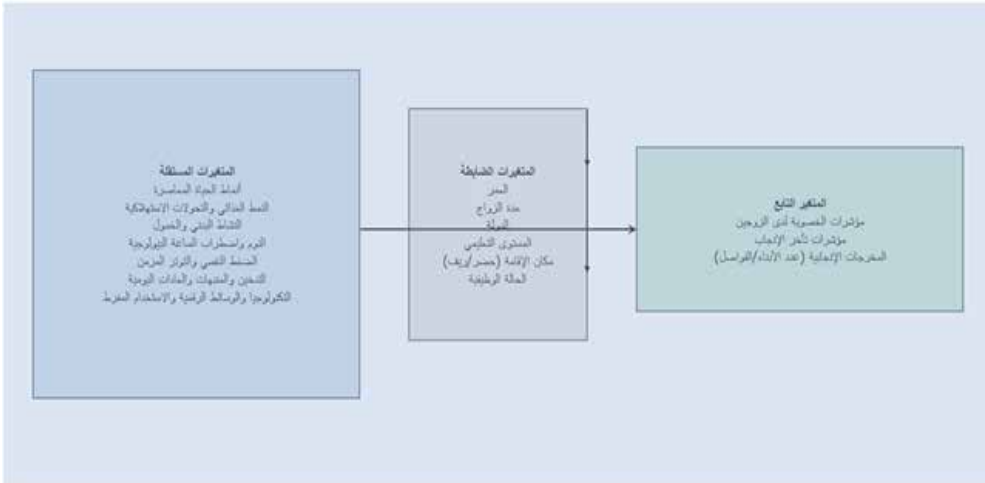 المتغيرات المستقلة
أنماط الحياة المعاصرة
النمط الغذائي والتحولات الاستهلاكية
النشاط البدني والخمول
النوم واضطراب الساعة البيولوجية
الضغط النفسي والتوتر المزمن
التدخين والمنبهات والعادات اليومية
التكنولوجيا والوسائط الرقمية والاستخدام المفرط
المتغيرات الضابطة
العمر
مدة الزواج
الدولة
المستوى التعليمي
مكان الإقامة (حضر/ريف)
الحالة الوظيفية
المتغير التابع
مؤشرات الخصوبة لدى الزوجين
مؤشرات تأخر الإنجاب
المخرجات الإنجابية (عدد الأبناء/الفواصل)